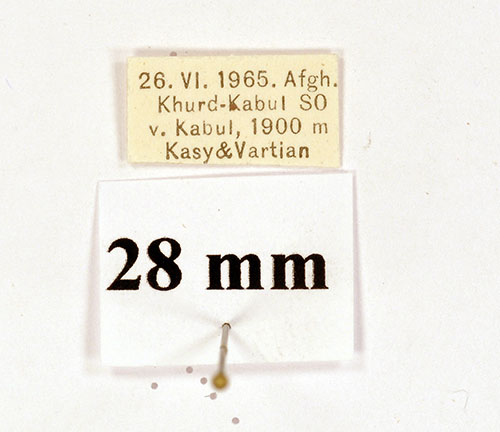 26. VI. 1965. Afgh.
Khurd-Kabul SO
v. Kabul, 1900 m
Kasy&Vartian
28 mm